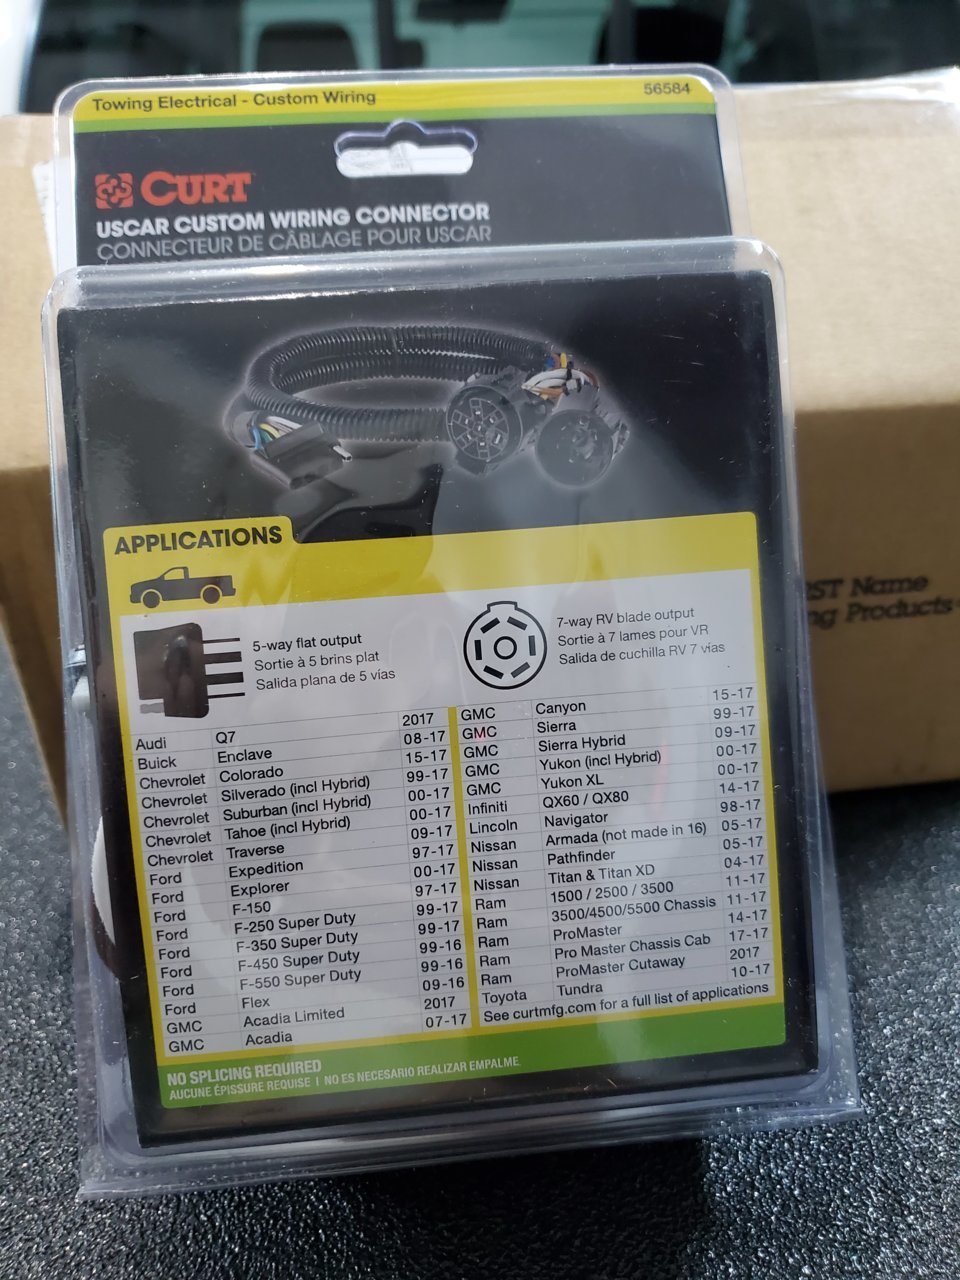 Towing Electrical - Custom Wiring 56584
CURT
USCAR CUSTOM WIRING CONNECTOR
CONNECTEUR DE CÂBLAGE POUR USCAR
APPLICATIONS
5-way flat output
Sortie à 5 brins plat
Salida plana de 5 vías
7-way RV blade output
Sortie à 7 lames pour VR
Salida de cuchilla RV 7 vías
Audi Q7 2017
Buick Enclave 08-17
Chevrolet Colorado 15-17
Chevrolet Silverado (incl Hybrid) 99-17
Chevrolet Suburban (incl Hybrid) 00-17
Chevrolet Tahoe (incl Hybrid) 00-17
Chevrolet Traverse 09-17
Ford Expedition 97-17
Ford Explorer 00-17
Ford F-150 97-17
Ford F-250 Super Duty 99-17
Ford F-350 Super Duty 99-17
Ford F-450 Super Duty 99-16
Ford F-550 Super Duty 99-16
Ford Flex 09-16
GMC Acadia Limited 2017
GMC Acadia 07-17
GMC Canyon 15-17
GMC Sierra 99-17
GMC Sierra Hybrid 09-17
GMC Yukon (incl Hybrid) 00-17
GMC Yukon XL 00-17
Infiniti QX60 / QX80 14-17
Lincoln Navigator 98-17
Nissan Armada (not made in 16) 05-17
Nissan Pathfinder 05-17
Nissan Titan & Titan XD 04-17
Ram 1500 / 2500 / 3500 11-17
Ram 3500/4500/5500 Chassis 11-17
Ram ProMaster 14-17
Ram Pro Master Chassis Cab 17-17
Ram ProMaster Cutaway 2017
Toyota Tundra 10-17
See curtmfg.com for a full list of applications
NO SPLICING REQUIRED
AUCUNE ÉPISSURE REQUISE | NO ES NECESARIO REALIZAR EMPALME.
ST Name
ng Products